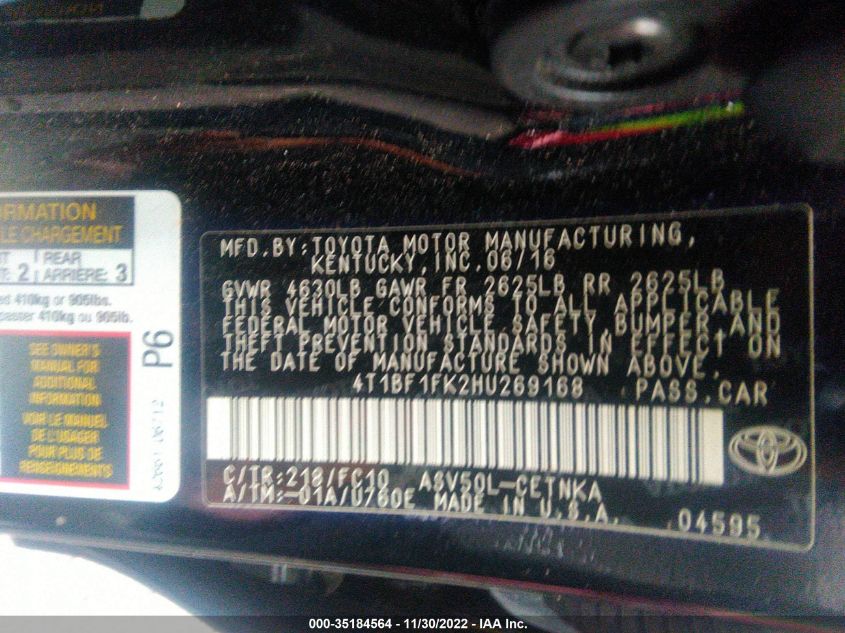 ORMATION
LE CHARGEMENT
REAR
2 ARRIÈRE: 3
410kg or 905lbs.
passer 410kg ou 905lb.
P6
SEE OWNER'S
MANUAL FOR
ADDITIONAL
VOIR LE MANUEL
DE L'USAGER
POUR PLUS DE
RENSEIGNEMENTS
MFD.BY:TOYOTA MOTOR MANUFACTURING,
KENTUCKY,INC.06/16
GVWR 4630LB GAWR FR 2625LB RR 2625LB
THIS VEHICLE CONFORMS TO ALL APPLICABLE
FEDERAL MOTOR VEHICLE SAFETY, BUMPER, AND
THEFT PREVENTION STANDARDS IN EFFECT ON
THE DATE OF MANUFACTURE SHOWN ABOVE.
4T1BF1FK2HU269168 PASS.CAR
C/TR:218/FC10 ASV50L-CETNKA
A/TM:-01A/U760E MADE IN U.S.A. 04595
000-35184564 - 11/30/2022 - IAA Inc.